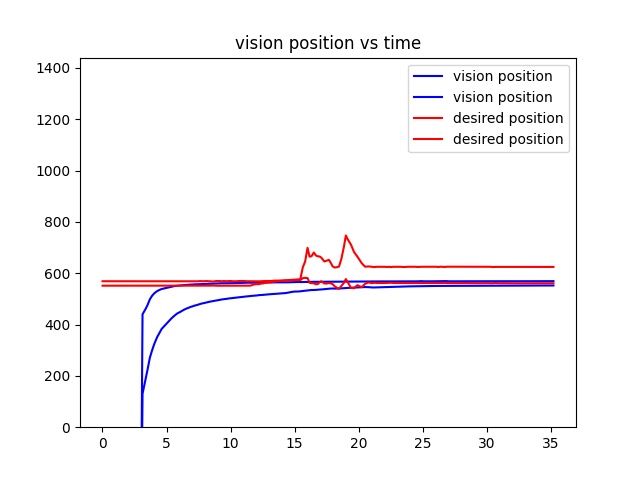 vision position vs time
1400
1200
1000
800
600
400
200
0
vision position
vision position
desired position
desired position
0 5 10 15 20 25 30 35